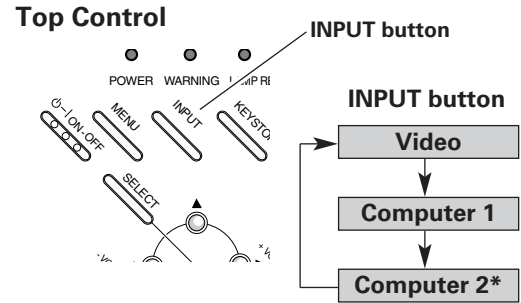 Top Control
INPUT button
POWER WARNING
ON-OFF
MENU
INPUT
SELECT
INPUT button
Video
Computer 1
Computer 2*